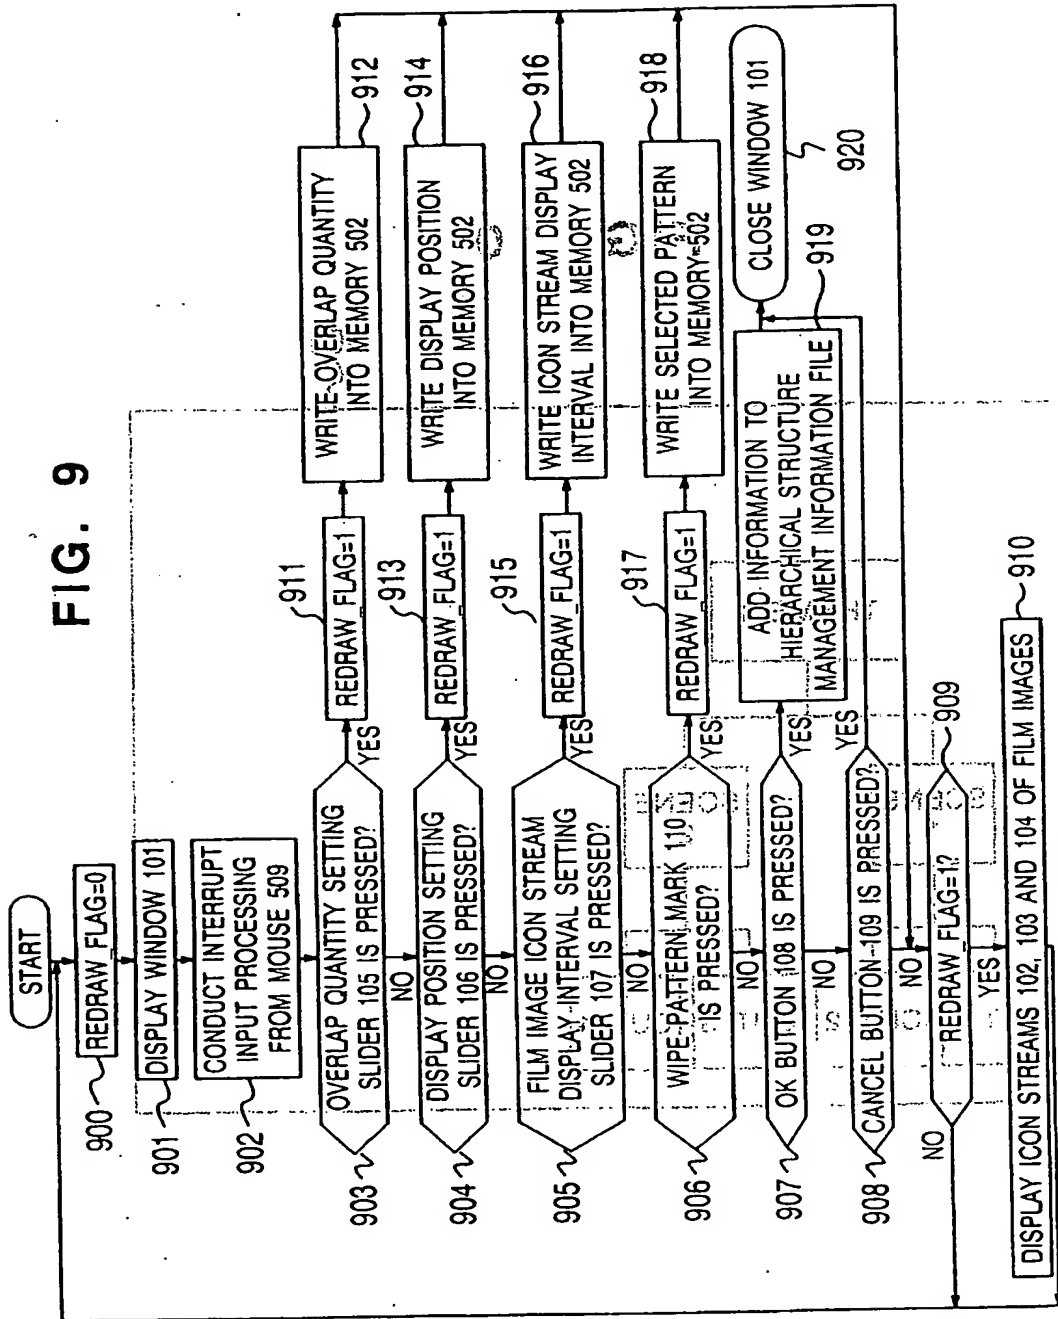 FIG. 9
START
REDRAW_FLAG=0
900
DISPLAY WINDOW 101
901
CONDUCT INTERRUPT
INPUT PROCESSING
FROM MOUSE 509
902
OVERLAP QUANTITY SETTING
SLIDER 105 IS PRESSED?
903
YES
NO
REDRAW_FLAG=1
911
WRITE OVERLAP QUANTITY
INTO MEMORY 502
912
DISPLAY POSITION SETTING
SLIDER 106 IS PRESSED?
904
YES
NO
REDRAW_FLAG=1
913
WRITE DISPLAY POSITION
INTO MEMORY 502
914
FILM IMAGE ICON STREAM
DISPLAY-INTERVAL SETTING
SLIDER 107 IS PRESSED?
905
YES
NO
REDRAW_FLAG=1
915
WRITE ICON STREAM DISPLAY
INTERVAL INTO MEMORY 502
916
WIPE-PATTERN MARK 110
IS PRESSED?
906
YES
NO
REDRAW_FLAG=1
917
WRITE SELECTED PATTERN
INTO MEMORY 502
918
OK BUTTON 108 IS PRESSED?
907
YES
NO
ADD INFORMATION TO
HIERARCHICAL STRUCTURE
MANAGEMENT INFORMATION FILE
919
CLOSE WINDOW 101
920
CANCEL BUTTON 109 IS PRESSED?
908
YES
NO
REDRAW_FLAG=1?
909
NO
YES
DISPLAY ICON STREAMS 102, 103 AND 104 OF FILM IMAGES
910